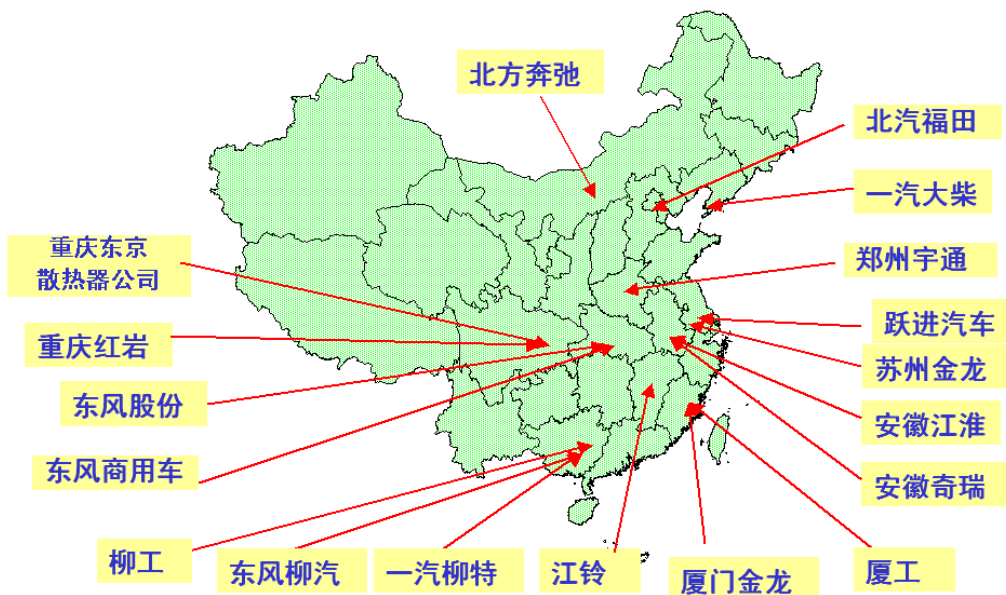 北方奔弛
北汽福田
一汽大柴
重庆东京
散热器公司
郑州宇通
跃进汽车
重庆红岩
苏州金龙
东风股份
安徽江淮
东风商用车
安徽奇瑞
柳工
东风柳汽
一汽柳特
江铃
厦门金龙
厦工